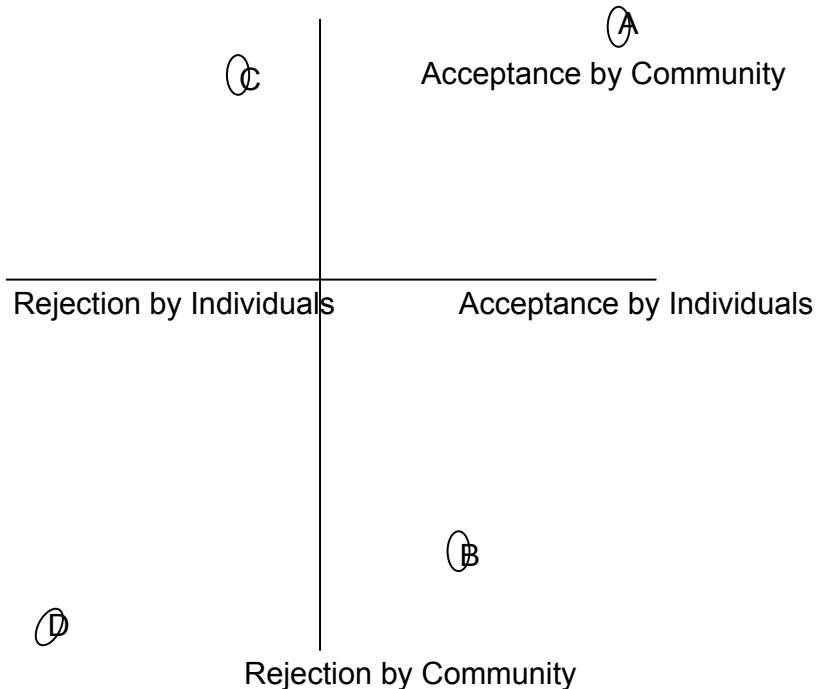 A
C
Acceptance by Community
Rejection by Individuals
Acceptance by Individuals
B
D
Rejection by Community